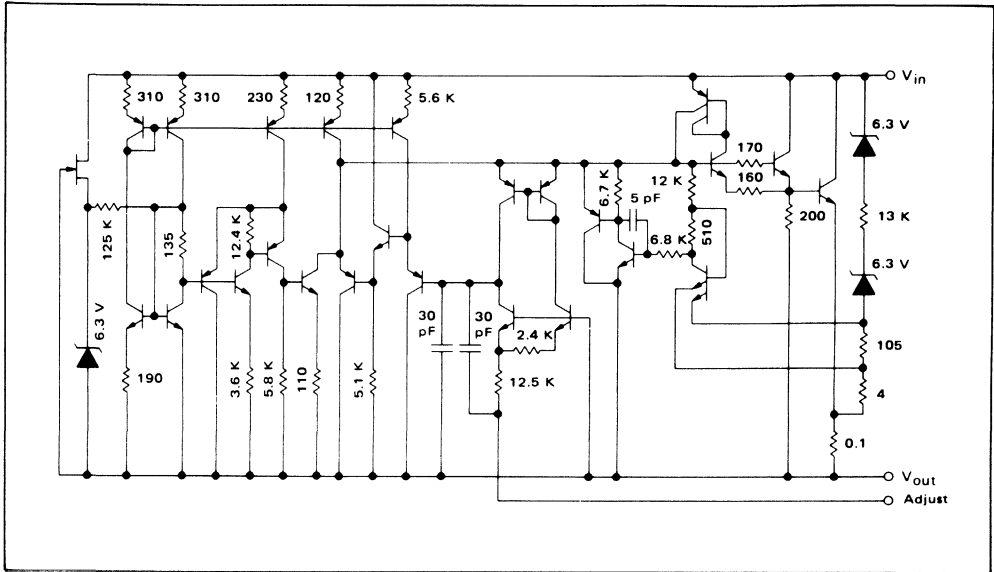 310
310
230
120
5.6 K
V_in
6.3 V
170
160
12 K
6.7 K
5 pF
200
13 K
125 K
135
12.4 K
6.8 K
510
6.3 V
6.3 V
30 pF
30 pF
2.4 K
105
190
3.6 K
5.8 K
110
5.1 K
12.5 K
4
0.1
V_out
Adjust